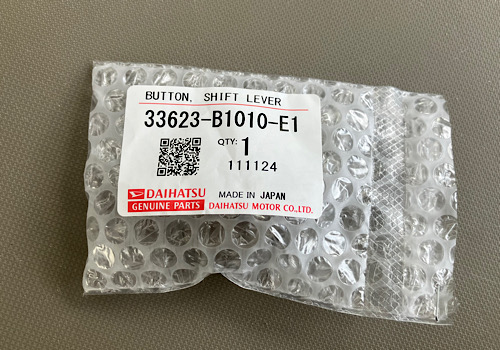 BUTTON, SHIFT LEVER
33623-B1010-E1
QTY: 1
111124
DAIHATSU
GENUINE PARTS
MADE IN JAPAN
DAIHATSU MOTOR CO.,LTD.